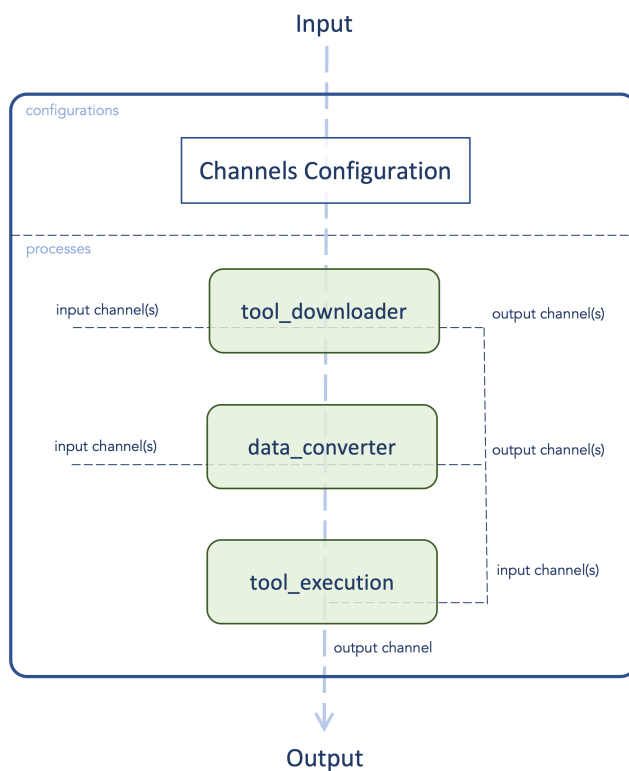 Input
configurations
Channels Configuration
processes
input channel(s)
tool_downloader
output channel(s)
input channel(s)
data_converter
output channel(s)
tool_execution
input channel(s)
output channel
Output